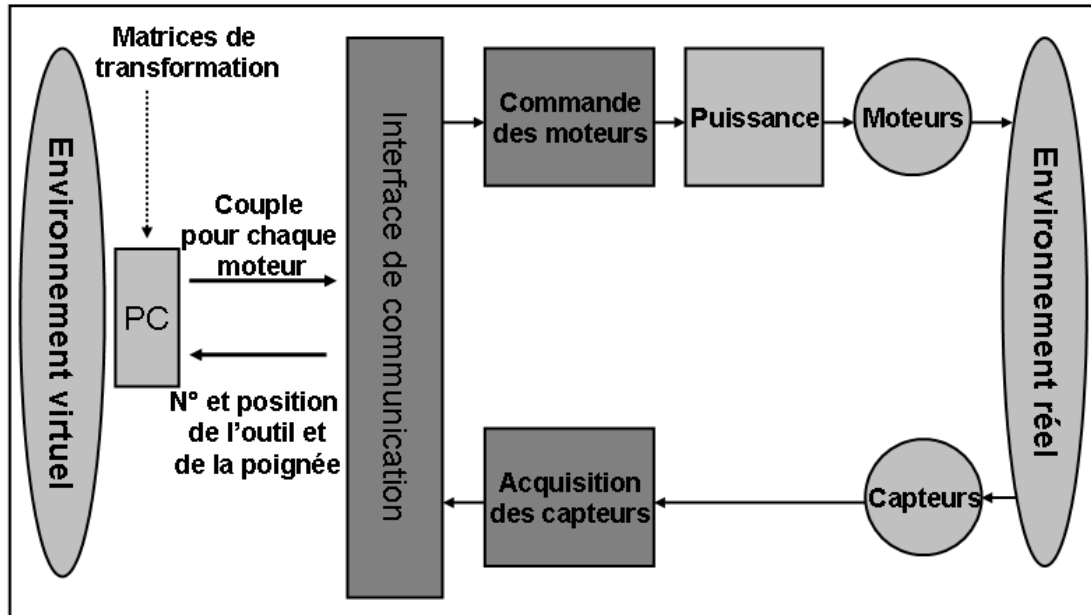 Matrices de
transformation
Environnement virtuel
PC
Couple
pour chaque
moteur
N° et position
de l'outil et
de la poignée
Interface de communication
Commande
des moteurs
Puissance
Moteurs
Environnement réel
Acquisition
des capteurs
Capteurs